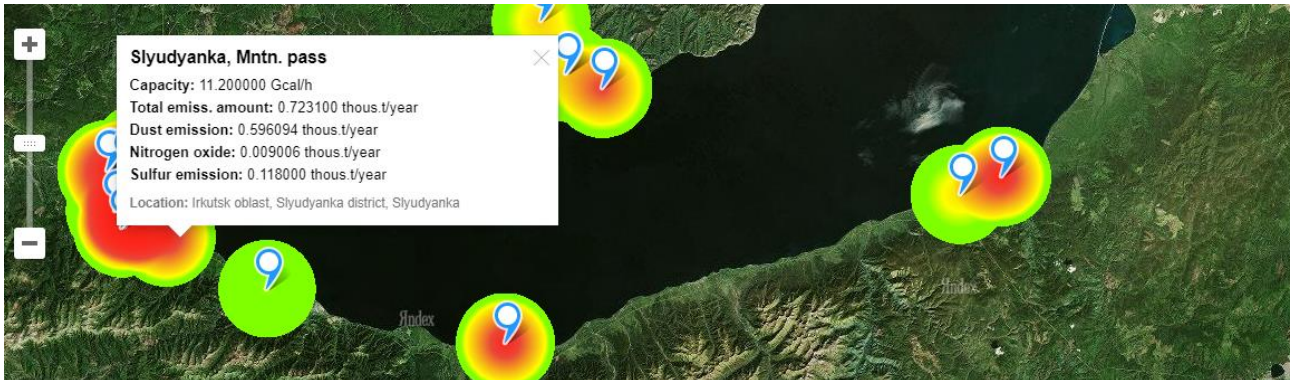 Slyudyanka, Mntn. pass
Capacity: 11.200000 Gcal/h
Total emiss. amount: 0.723100 thous.t/year
Dust emission: 0.596094 thous.t/year
Nitrogen oxide: 0.009006 thous.t/year
Sulfur emission: 0.118000 thous.t/year
Location: Irkutsk oblast, Slyudyanka district, Slyudyanka
Яndex
Яndex